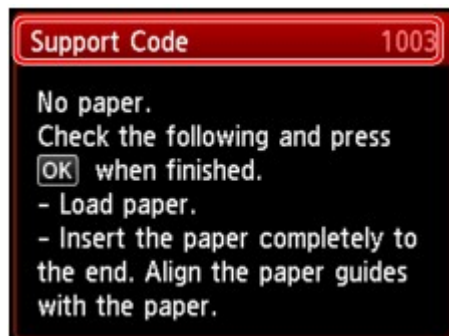 Support Code 1003
No paper.
Check the following and press
OK when finished.
- Load paper.
- Insert the paper completely to
the end. Align the paper guides
with the paper.